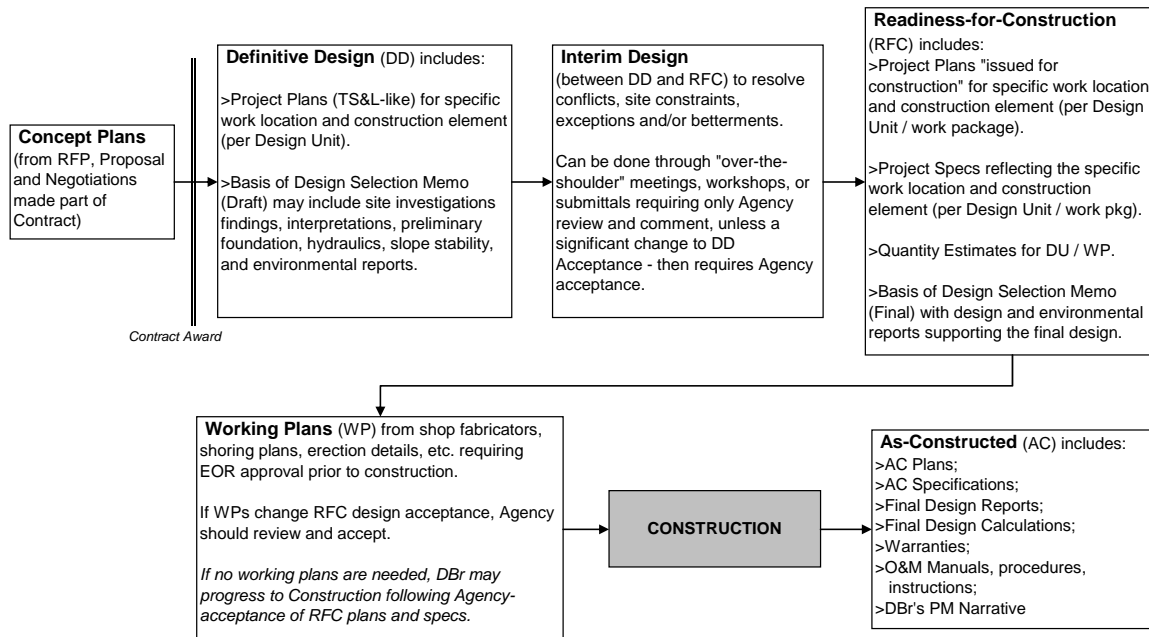 Concept Plans
(from RFP, Proposal
and Negotiations
made part of
Contract)
Contract Award
Definitive Design (DD) includes:
>Project Plans (TS&L-like) for specific
work location and construction element
(per Design Unit).
>Basis of Design Selection Memo
(Draft) may include site investigations
findings, interpretations, preliminary
foundation, hydraulics, slope stability,
and environmental reports.
Interim Design
(between DD and RFC) to resolve
conflicts, site constraints,
exceptions and/or betterments.
Can be done through "over-the-
shoulder" meetings, workshops, or
submittals requiring only Agency
review and comment, unless a
significant change to DD
Acceptance - then requires Agency
acceptance.
Readiness-for-Construction
(RFC) includes:
>Project Plans "issued for
construction" for specific work location
and construction element (per Design
Unit / work package).
>Project Specs reflecting the specific
work location and construction
element (per Design Unit / work pkg).
>Quantity Estimates for DU / WP.
>Basis of Design Selection Memo
(Final) with design and environmental
reports supporting the final design.
Working Plans (WP) from shop fabricators,
shoring plans, erection details, etc. requiring
EOR approval prior to construction.
If WPs change RFC design acceptance, Agency
should review and accept.
If no working plans are needed, DBr may
progress to Construction following Agency-
acceptance of RFC plans and specs.
CONSTRUCTION
As-Constructed (AC) includes:
>AC Plans;
>AC Specifications;
>Final Design Reports;
>Final Design Calculations;
>Warranties;
>O&M Manuals, procedures,
instructions;
>DBr's PM Narrative